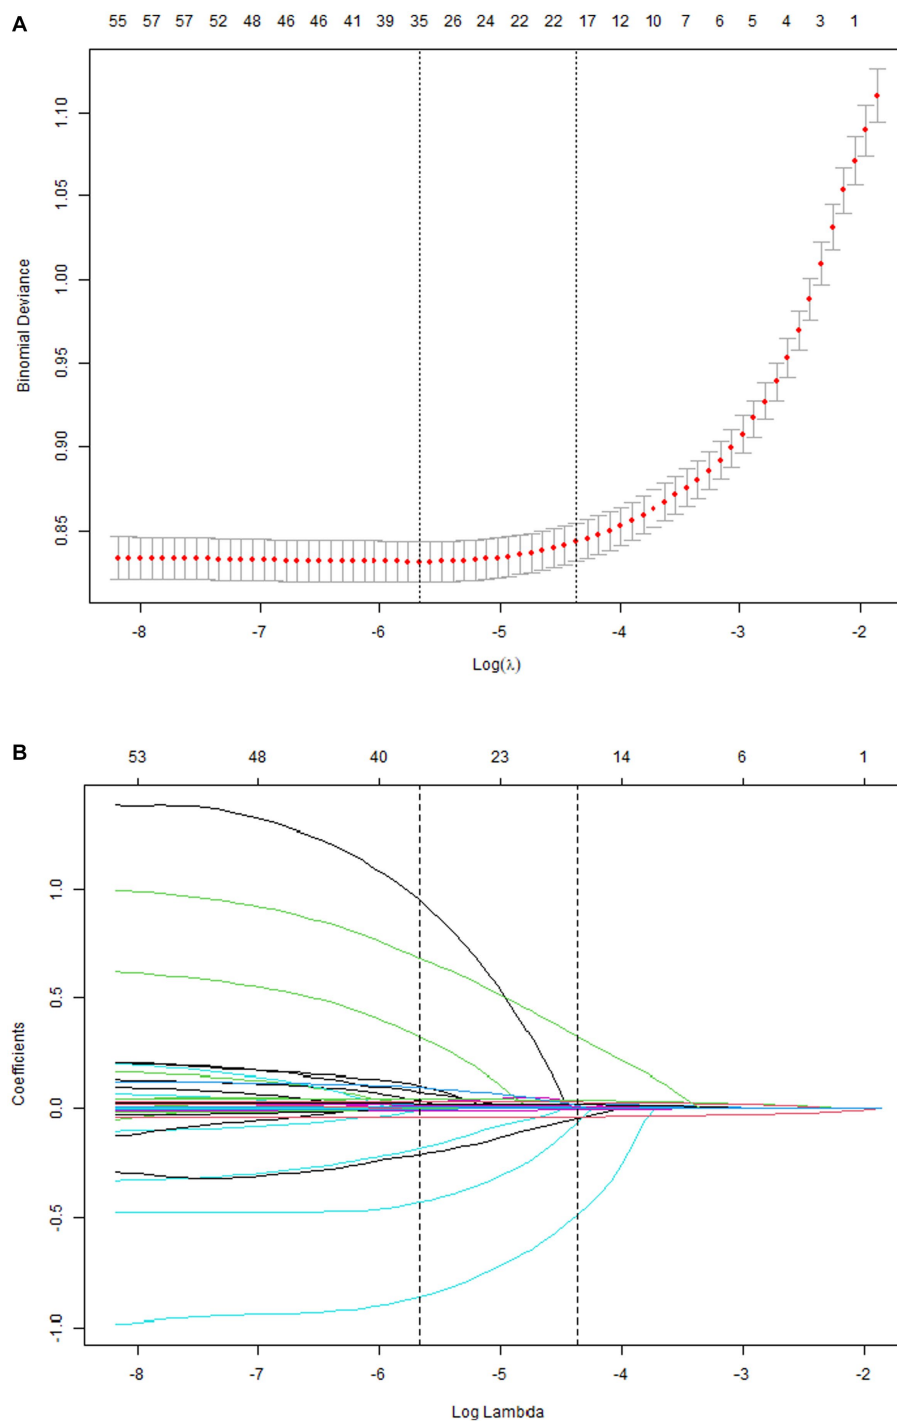 A
55 57 57 52 48 46 46 41 39 35 26 24 22 22 17 12 10 7 6 5 4 3 1
Binomial Deviance
1.10
1.05
1.00
0.95
0.90
0.85
-8 -7 -6 -5 -4 -3 -2
Log(λ)
B
53 48 40 23 14 6 1
Coefficients
1.0
0.5
0.0
-0.5
-1.0
-8 -7 -6 -5 -4 -3 -2
Log Lambda